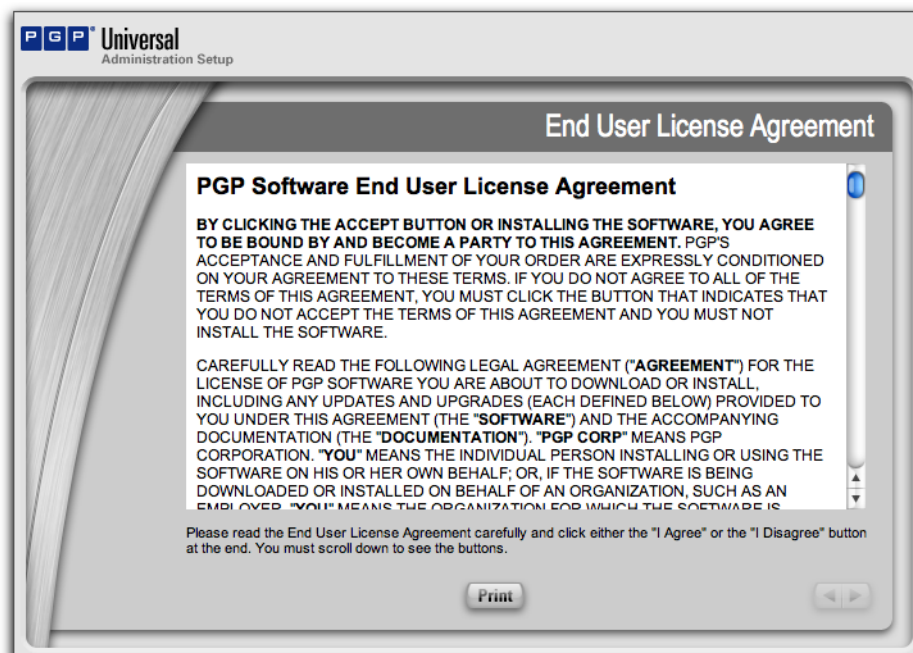 PGP® Universal
Administration Setup
End User License Agreement
PGP Software End User License Agreement
BY CLICKING THE ACCEPT BUTTON OR INSTALLING THE SOFTWARE, YOU AGREE
TO BE BOUND BY AND BECOME A PARTY TO THIS AGREEMENT. PGP'S
ACCEPTANCE AND FULFILLMENT OF YOUR ORDER ARE EXPRESSLY CONDITIONED
ON YOUR AGREEMENT TO THESE TERMS. IF YOU DO NOT AGREE TO ALL OF THE
TERMS OF THIS AGREEMENT, YOU MUST CLICK THE BUTTON THAT INDICATES THAT
YOU DO NOT ACCEPT THE TERMS OF THIS AGREEMENT AND YOU MUST NOT
INSTALL THE SOFTWARE.
CAREFULLY READ THE FOLLOWING LEGAL AGREEMENT ("AGREEMENT") FOR THE
LICENSE OF PGP SOFTWARE YOU ARE ABOUT TO DOWNLOAD OR INSTALL,
INCLUDING ANY UPDATES AND UPGRADES (EACH DEFINED BELOW) PROVIDED TO
YOU UNDER THIS AGREEMENT (THE "SOFTWARE") AND THE ACCOMPANYING
DOCUMENTATION (THE "DOCUMENTATION"). "PGP CORP" MEANS PGP
CORPORATION. "YOU" MEANS THE INDIVIDUAL PERSON INSTALLING OR USING THE
SOFTWARE ON HIS OR HER OWN BEHALF; OR, IF THE SOFTWARE IS BEING
DOWNLOADED OR INSTALLED ON BEHALF OF AN ORGANIZATION, SUCH AS AN
EMPLOYER, "YOU" MEANS THE ORGANIZATION FOR WHICH THE SOFTWARE IS
Please read the End User License Agreement carefully and click either the "I Agree" or the "I Disagree" button
at the end. You must scroll down to see the buttons.
Print